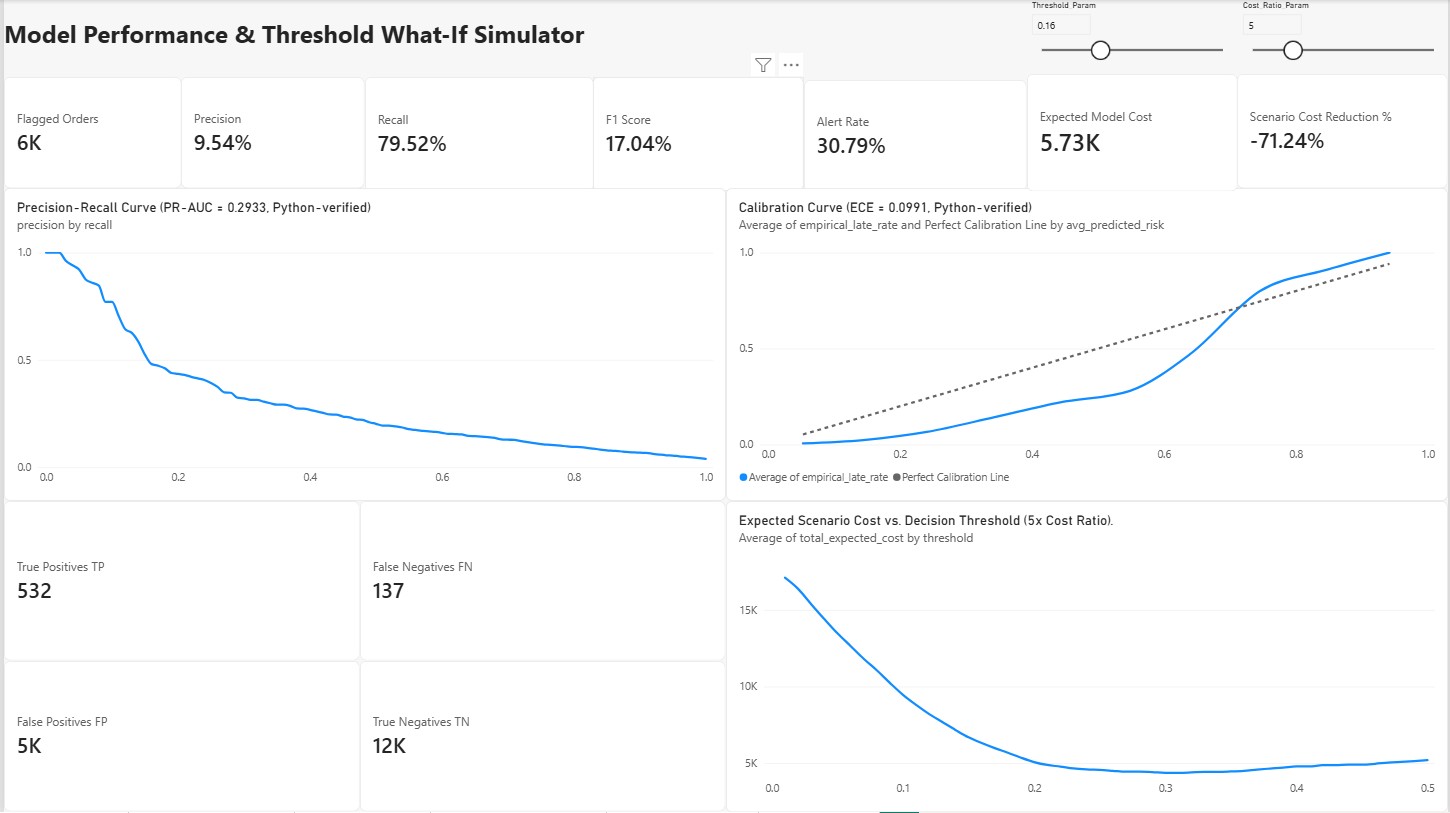 Threshold_Param
Cost_Ratio_Param
Model Performance & Threshold What-If Simulator
0.16
5
Flagged Orders
6K
Precision
9.54%
Recall
79.52%
F1 Score
17.04%
Alert Rate
30.79%
Expected Model Cost
5.73K
Scenario Cost Reduction %
-71.24%
Precision-Recall Curve (PR-AUC = 0.2933, Python-verified)
precision by recall
1.0
0.5
0.0
0.0 0.2 0.4 0.6 0.8 1.0
Calibration Curve (ECE = 0.0991, Python-verified)
Average of empirical_late_rate and Perfect Calibration Line by avg_predicted_risk
1.0
0.5
0.0
0.0 0.2 0.4 0.6 0.8 1.0
Average of empirical_late_rate Perfect Calibration Line
True Positives TP
532
False Negatives FN
137
False Positives FP
5K
True Negatives TN
12K
Expected Scenario Cost vs. Decision Threshold (5x Cost Ratio).
Average of total_expected_cost by threshold
15K
10K
5K
0.0 0.1 0.2 0.3 0.4 0.5